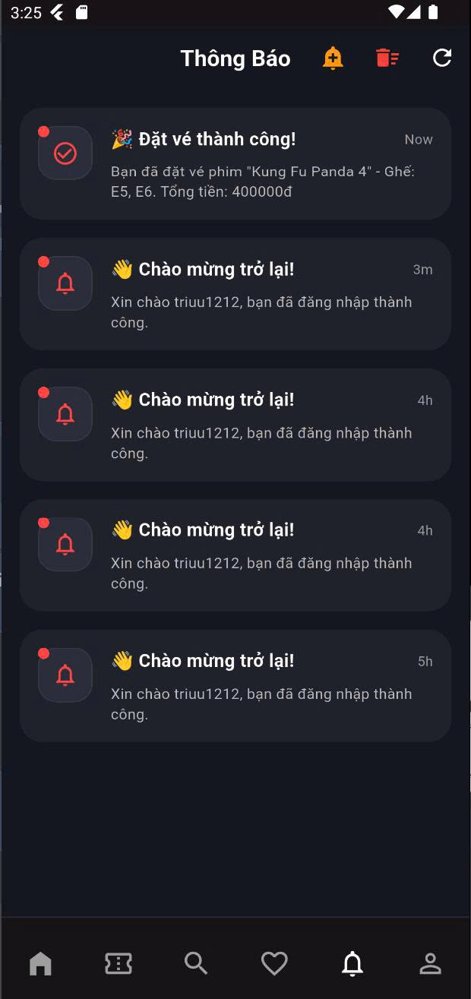 3:25
Thông Báo
🎉 Đặt vé thành công!
Now
Bạn đã đặt vé phim "Kung Fu Panda 4" - Ghế:
E5, E6. Tổng tiền: 400000đ
👋 Chào mừng trở lại!
3m
Xin chào triuu1212, bạn đã đăng nhập thành
công.
👋 Chào mừng trở lại!
4h
Xin chào triuu1212, bạn đã đăng nhập thành
công.
👋 Chào mừng trở lại!
4h
Xin chào triuu1212, bạn đã đăng nhập thành
công.
👋 Chào mừng trở lại!
5h
Xin chào triuu1212, bạn đã đăng nhập thành
công.